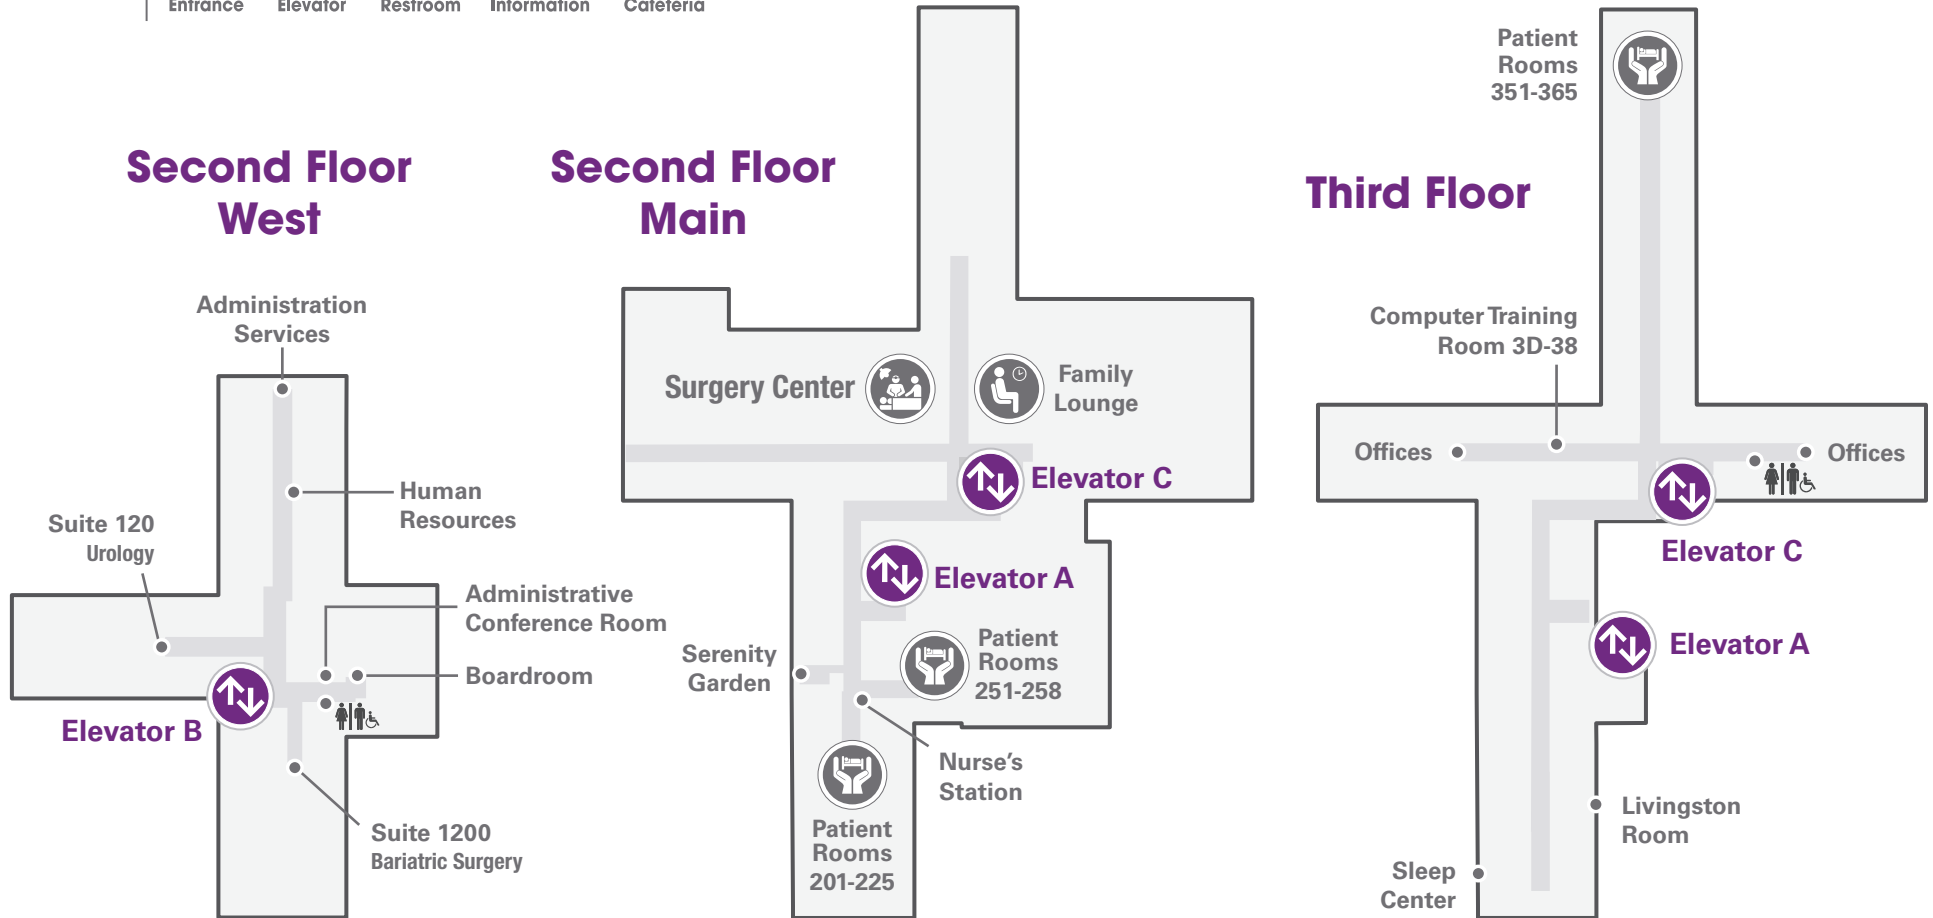 Entrance Elevator Restroom Information Cafeteria
Second Floor
West
Administration
Services
Human
Resources
Suite 120
Urology
Administrative
Conference Room
Boardroom
Elevator B
Suite 1200
Bariatric Surgery
Second Floor
Main
Surgery Center
Family
Lounge
Elevator C
Elevator A
Serenity
Garden
Patient
Rooms
251-258
Nurse's
Station
Patient
Rooms
201-225
Third Floor
Patient
Rooms
351-365
Computer Training
Room 3D-38
Offices
Offices
Elevator C
Elevator A
Livingston
Room
Sleep
Center